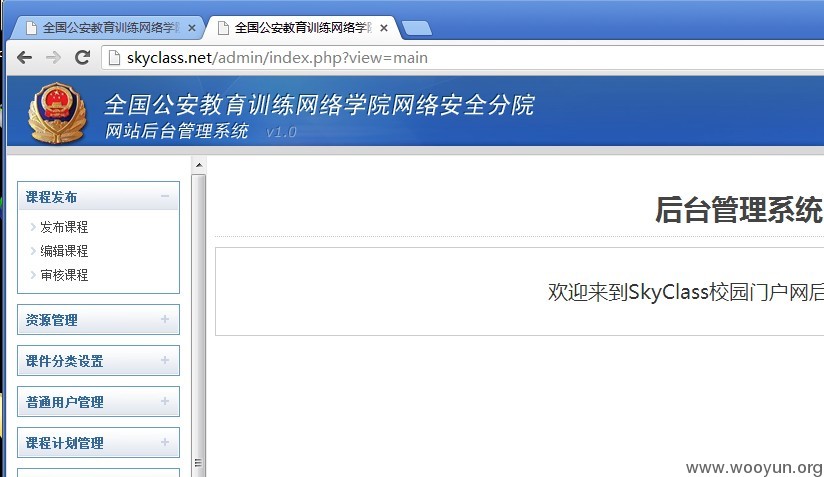 全国公安教育训练网络学
全国公安教育训练网络学
skyclass.net/admin/index.php?view=main
全国公安教育训练网络学院网络安全分院
网站后台管理系统 v1.0
课程发布
发布课程
编辑课程
审核课程
资源管理
课件分类设置
普通用户管理
课程计划管理
后台管理系统
欢迎来到SkyClass校园门户网后
www.wooyun.org